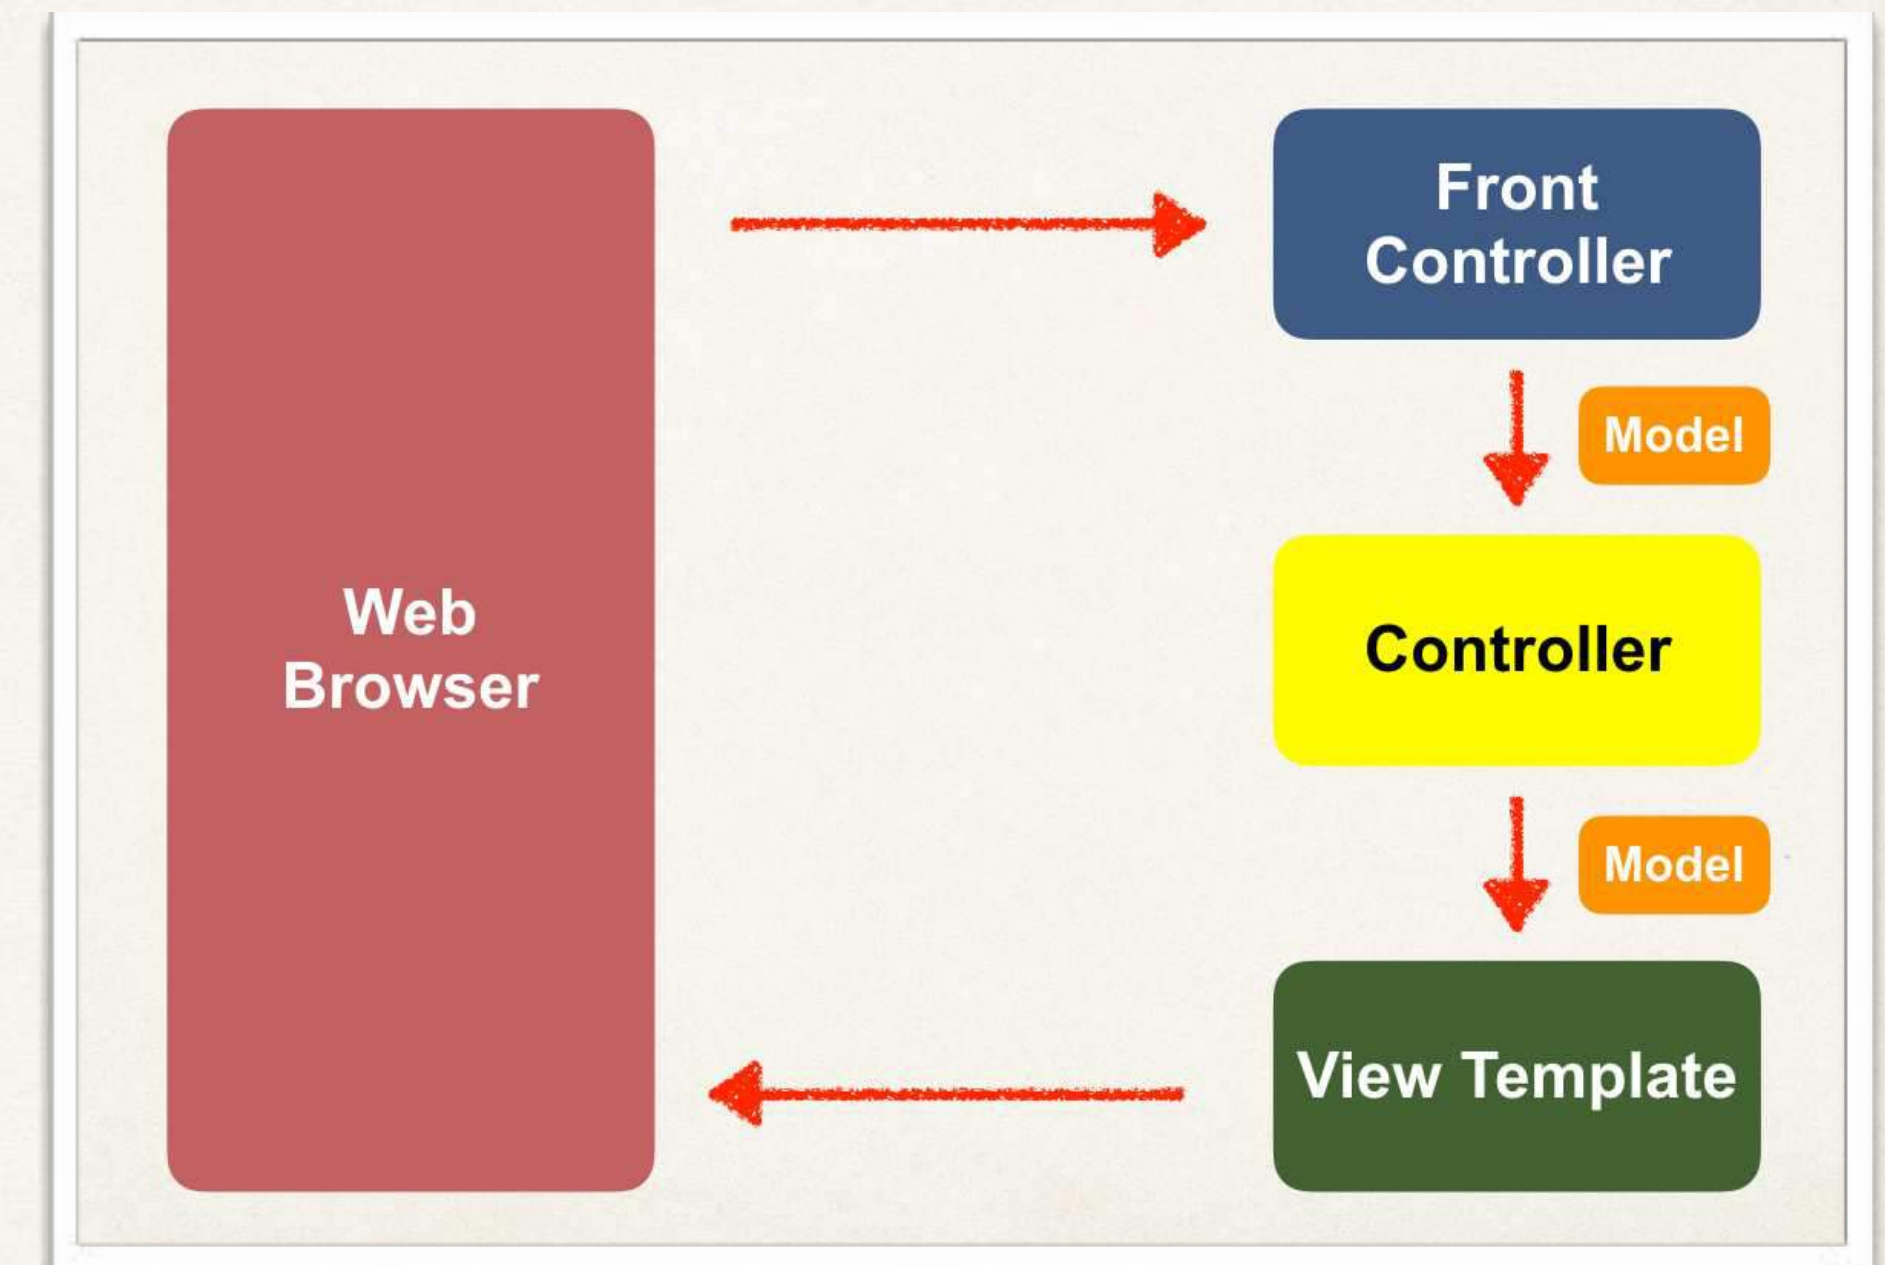 Front
Controller
Model
Web
Browser
Controller
Model
View Template